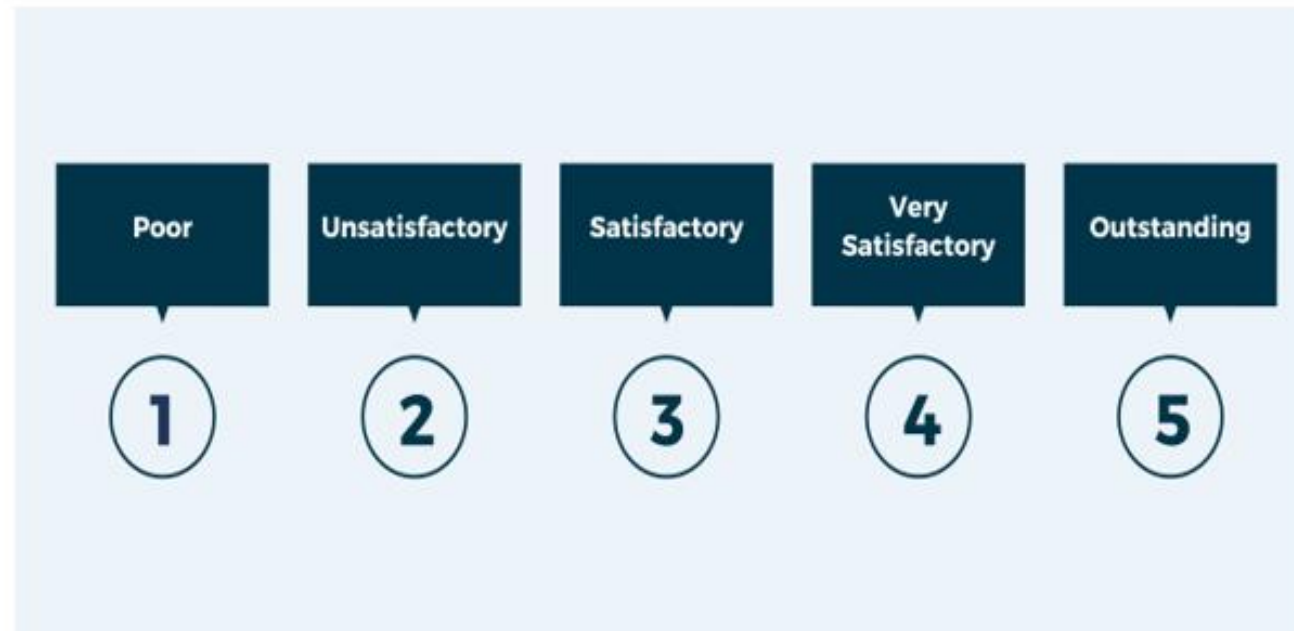 Poor
Unsatisfactory
Satisfactory
Very
Satisfactory
Outstanding
1
2
3
4
5